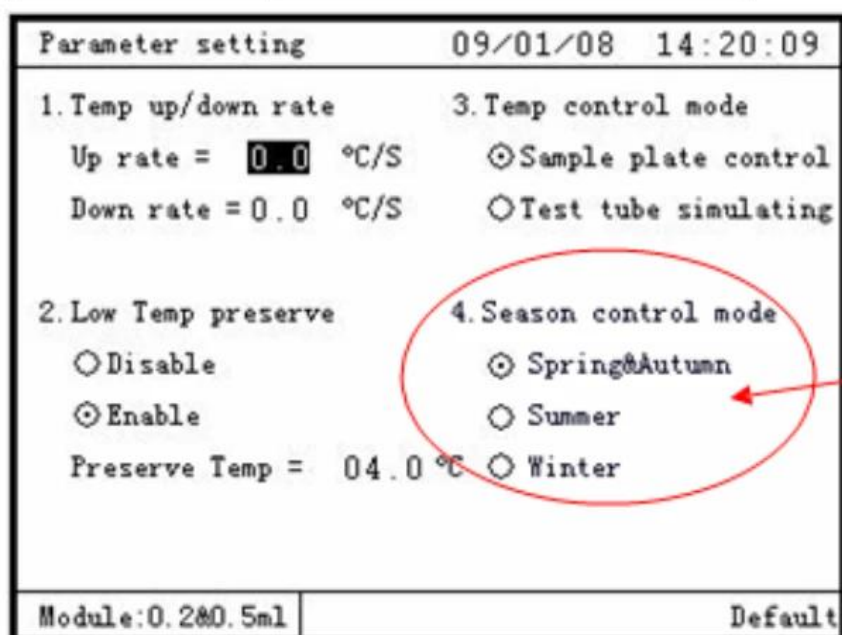 Parameter setting 09/01/08 14:20:09
1.Temp up/down rate
Up rate = 0.0 °C/S
Down rate = 0.0 °C/S
3.Temp control mode
Sample plate control
Test tube simulating
2.Low Temp preserve
Disable
Enable
Preserve Temp = 04.0 °C
4.Season control mode
Spring&Autumn
Summer
Winter
Module:0.2&0.5ml Default